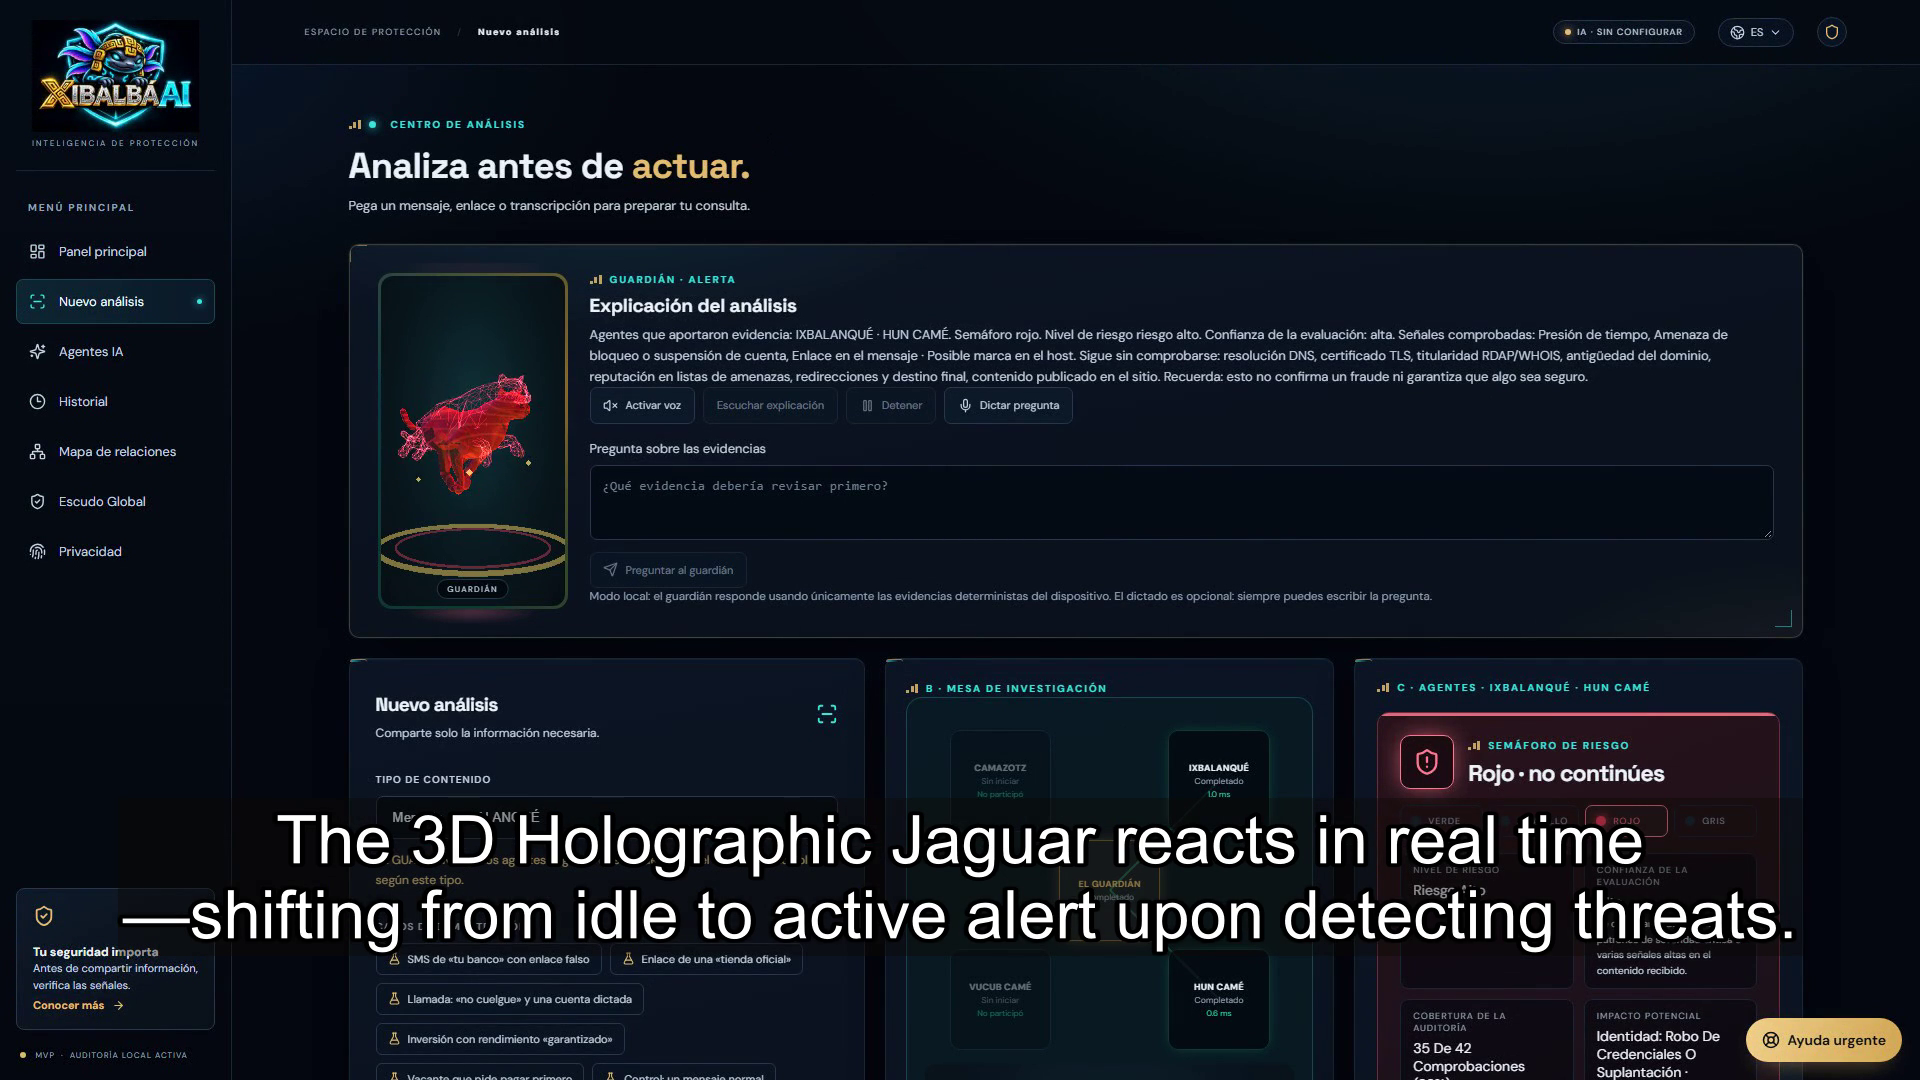 XIBALBÁ AI
INTELIGENCIA DE PROTECCIÓN
MENÚ PRINCIPAL
Panel principal
Nuevo análisis
Agentes IA
Historial
Mapa de relaciones
Escudo Global
Privacidad
Tu seguridad importa
Antes de compartir información,
verifica las señales.
Conocer más →
MVP · AUDITORÍA LOCAL ACTIVA
ESPACIO DE PROTECCIÓN / Nuevo análisis
IA · SIN CONFIGURAR
ES
CENTRO DE ANÁLISIS
Analiza antes de actuar.
Pega un mensaje, enlace o transcripción para preparar tu consulta.
GUARDIÁN
GUARDIÁN · ALERTA
Explicación del análisis
Agentes que aportaron evidencia: IXBALANQUÉ · HUN CAMÉ. Semáforo rojo. Nivel de riesgo riesgo alto. Confianza de la evaluación: alta. Señales comprobadas: Presión de tiempo, Amenaza de
bloqueo o suspensión de cuenta, Enlace en el mensaje · Posible marca en el host. Sigue sin comprobarse: resolución DNS, certificado TLS, titularidad RDAP/WHOIS, antigüedad del dominio,
reputación en listas de amenazas, redirecciones y destino final, contenido publicado en el sitio. Recuerda: esto no confirma un fraude ni garantiza que algo sea seguro.
Activar voz
Escuchar explicación
Detener
Dictar pregunta
Pregunta sobre las evidencias
¿Qué evidencia debería revisar primero?
Preguntar al guardián
Modo local: el guardián responde usando únicamente las evidencias deterministas del dispositivo. El dictado es opcional: siempre puedes escribir la pregunta.
Nuevo análisis
Comparte solo la información necesaria.
TIPO DE CONTENIDO
según este tipo.
SMS de «tu banco» con enlace falso
Enlace de una «tienda oficial»
Llamada: «no cuelgue» y una cuenta dictada
Inversión con rendimiento «garantizado»
Vacante que pide pagar primero
Control: un mensaje normal
B · MESA DE INVESTIGACIÓN
CAMAZOTZ
Sin iniciar
No participó
IXBALANQUÉ
Completado
1.0 ms
EL GUARDIÁN
VUCUB CAMÉ
Sin iniciar
No participó
HUN CAMÉ
Completado
0.6 ms
C · AGENTES · IXBALANQUÉ · HUN CAMÉ
SEMÁFORO DE RIESGO
Rojo · no continúes
VERDE
ROJO
GRIS
NIVEL DE RIESGO
CONFIANZA DE LA
EVALUACIÓN
varias señales altas en el
contenido recibido.
COBERTURA DE LA
AUDITORÍA
35 De 42
Comprobaciones
IMPACTO POTENCIAL
Identidad: Robo De
Credenciales O
Suplantación ·
Ayuda urgente
The 3D Holographic Jaguar reacts in real time
—shifting from idle to active alert upon detecting threats.